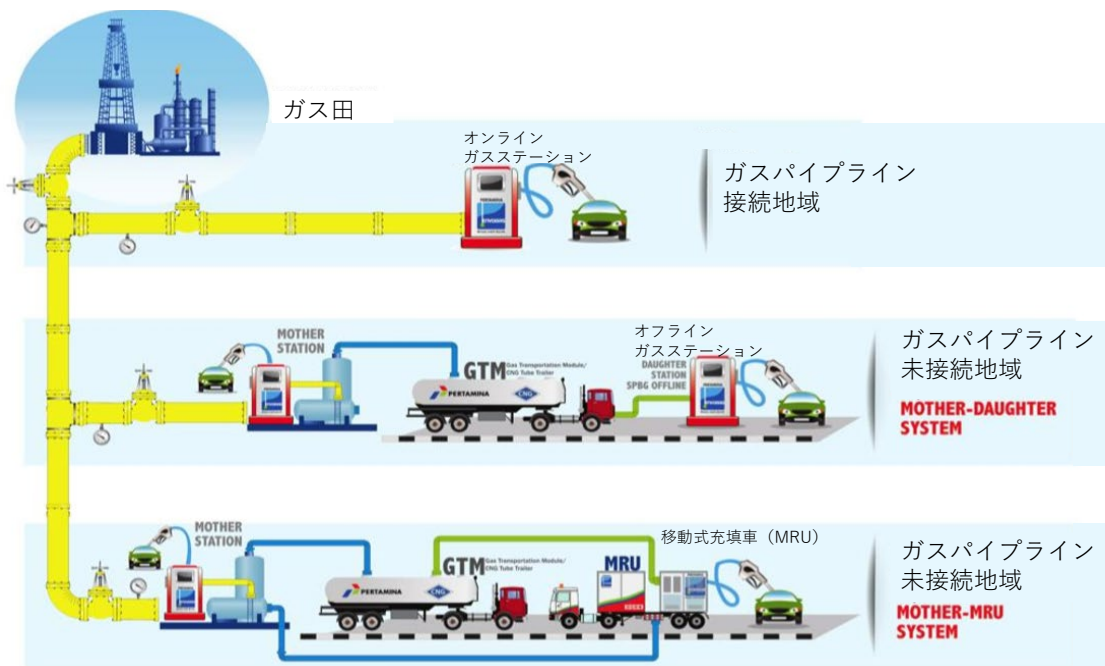 ガス田
オンライン
ガスステーション
PERTAMINA
ガスパイプライン
接続地域
MOTHER
STATION
GTM Gas Transportation Module/
CNG Tube Trailer
PERTAMINA
CNG
オフライン
ガスステーション
DAUGHTER
STATION
SPBG OFFLINE
ガスパイプライン
未接続地域
MOTHER-DAUGHTER
SYSTEM
MOTHER
STATION
GTM Gas Transportation Module/
CNG Tube Trailer
PERTAMINA
CNG
移動式充填車（MRU）
MRU
ガスパイプライン
未接続地域
MOTHER-MRU
SYSTEM